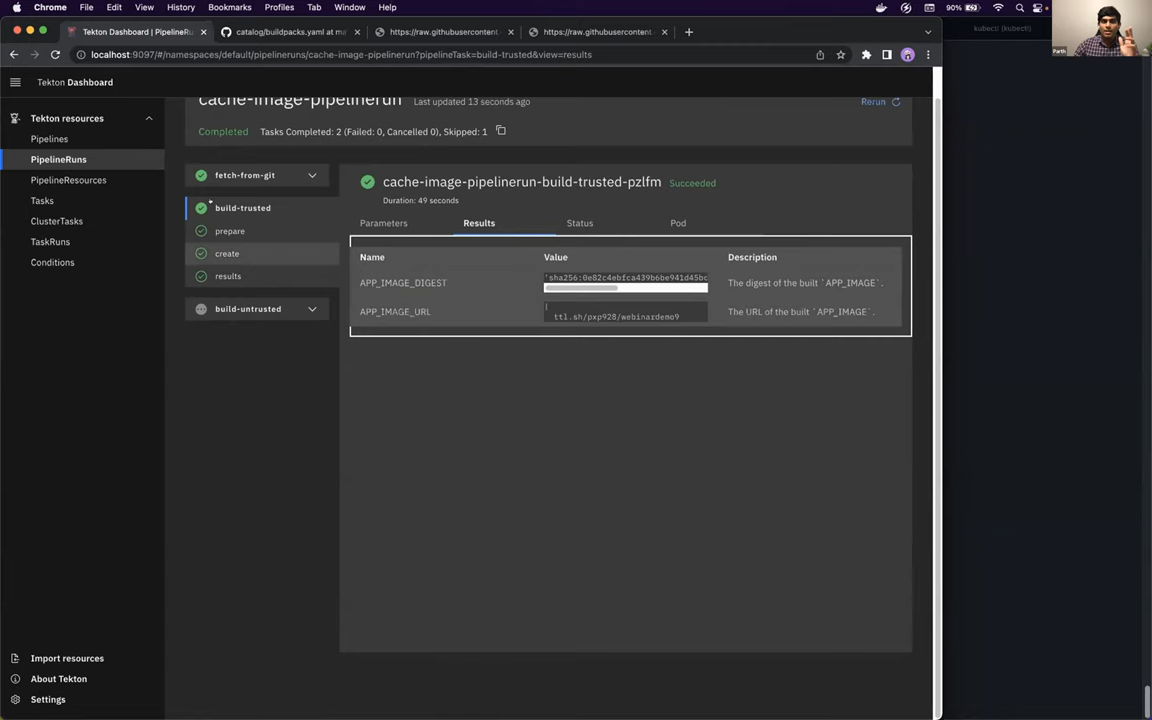 Chrome File Edit View History Bookmarks Profiles Tab Window Help 90%
Tekton Dashboard | PipelineRu catalog/buildpacks.yaml at ma https://raw.githubusercontent https://raw.githubusercontent
kubectl (kubectl)
Parth
localhost:9097/#/namespaces/default/pipelineruns/cache-image-pipelinerun?pipelineTask=build-trusted&view=results
Tekton Dashboard
Tekton resources
Pipelines
PipelineRuns
PipelineResources
Tasks
ClusterTasks
TaskRuns
Conditions
Import resources
About Tekton
Settings
cache-image-pipelinerun Last updated 13 seconds ago
Rerun
Completed Tasks Completed: 2 (Failed: 0, Cancelled 0), Skipped: 1
fetch-from-git
build-trusted
prepare
create
results
build-untrusted
cache-image-pipelinerun-build-trusted-pzlfm Succeeded
Duration: 49 seconds
Parameters Results Status Pod
Name Value Description
APP_IMAGE_DIGEST 'sha256:0e82c4ebfca439b6be941d45bc The digest of the built `APP_IMAGE`.
APP_IMAGE_URL | ttl.sh/pxp928/webinardemo9 The URL of the built `APP_IMAGE`.